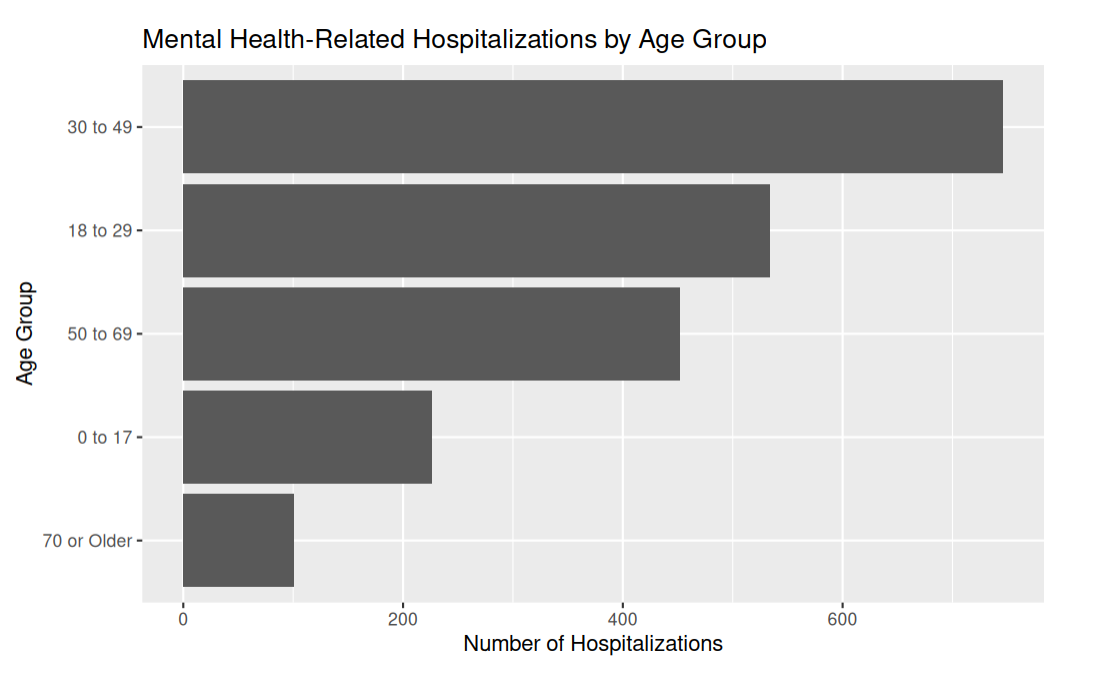 Mental Health-Related Hospitalizations by Age Group
Age Group
30 to 49
18 to 29
50 to 69
0 to 17
70 or Older
0 200 400 600
Number of Hospitalizations